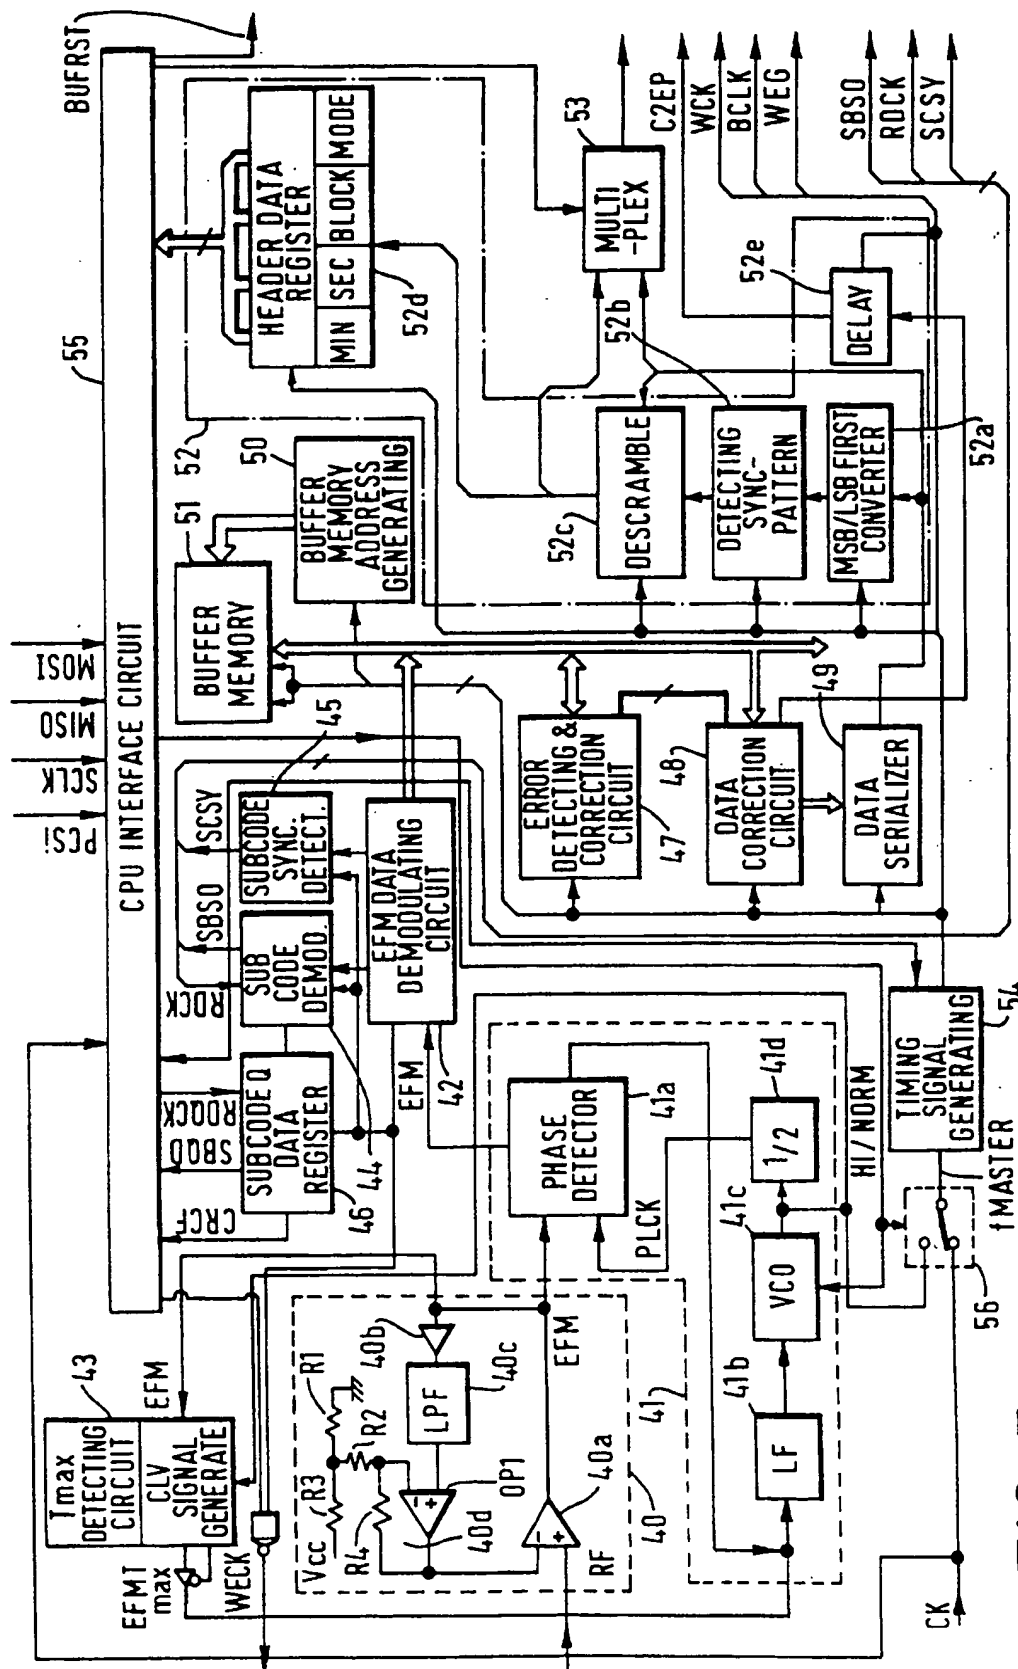 BUFRST
55
CPU INTERFACE CIRCUIT
MOSI
MISO
SCLK
PCSi
HEADER DATA
REGISTER
MIN SEC BLOCK MODE
52d
52
50
51
BUFFER
MEMORY
BUFFER
MEMORY
ADDRESS
GENERATING
53
MULTI
-PLEX
C2EP
WCK
BCLK
WEG
SBSO
RDCK
SCSY
52e
DELAY
52b
52c
DESCRAMBLE
DETECTING
SYNC-
PATTERN
MSB/LSB FIRST
CONVERTER
52a
45
SCSY
SBSO
SUBCODE
SYNC.
DETECT.
RDCK
SUB
CODE
DEMOD.
44
RDQCK
SBQD
CRCF
SUBCODE Q
DATA
REGISTER
46
EFM DATA
DEMODULATING
CIRCUIT
42
EFM
ERROR
DETECTING &
CORRECTION
CIRCUIT
47
48
DATA
CORRECTION
CIRCUIT
49
DATA
SERIALIZER
43
Tmax
DETECTING
CIRCUIT
CLV
SIGNAL
GENERATE
EFM
EFMT
max
WECK
R1
R2
R3
R4
Vcc
40b
40c
LPF
OP1
40d
40a
RF
EFM
40
41
PHASE
DETECTOR
41a
PLCK
41b
LF
41c
VCO
41d
1/2
HI/NORM
TIMING
SIGNAL
GENERATING
54
fMASTER
56
CK